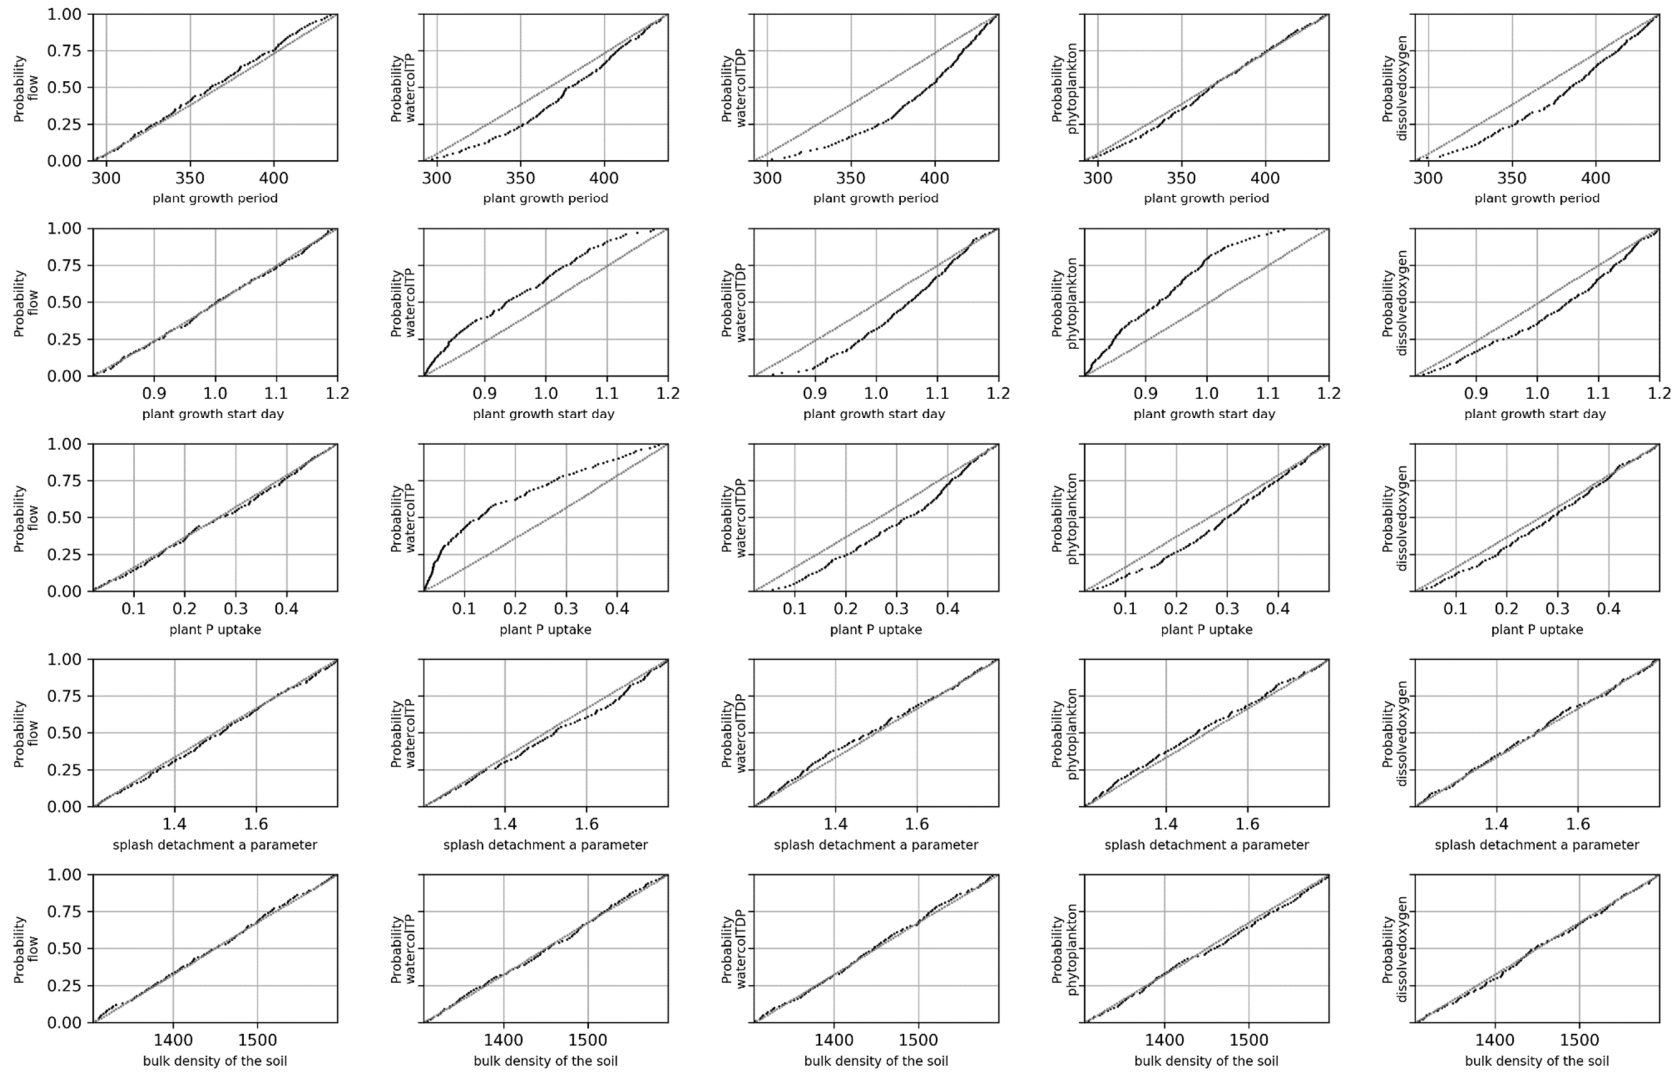 1.00
0.75
0.50
0.25
0.00
Probability
flow
300 350 400
plant growth period
Probability
watercolTP
300 350 400
plant growth period
Probability
watercolTDP
300 350 400
plant growth period
Probability
phytoplankton
300 350 400
plant growth period
Probability
dissolvedoxygen
300 350 400
plant growth period
1.00
0.75
0.50
0.25
0.00
Probability
flow
0.9 1.0 1.1 1.2
plant growth start day
Probability
watercolTP
0.9 1.0 1.1 1.2
plant growth start day
Probability
watercolTDP
0.9 1.0 1.1 1.2
plant growth start day
Probability
phytoplankton
0.9 1.0 1.1 1.2
plant growth start day
Probability
dissolvedoxygen
0.9 1.0 1.1 1.2
plant growth start day
1.00
0.75
0.50
0.25
0.00
Probability
flow
0.1 0.2 0.3 0.4
plant P uptake
Probability
watercolTP
0.1 0.2 0.3 0.4
plant P uptake
Probability
watercolTDP
0.1 0.2 0.3 0.4
plant P uptake
Probability
phytoplankton
0.1 0.2 0.3 0.4
plant P uptake
Probability
dissolvedoxygen
0.1 0.2 0.3 0.4
plant P uptake
1.00
0.75
0.50
0.25
0.00
Probability
flow
1.4 1.6
splash detachment a parameter
Probability
watercolTP
1.4 1.6
splash detachment a parameter
Probability
watercolTDP
1.4 1.6
splash detachment a parameter
Probability
phytoplankton
1.4 1.6
splash detachment a parameter
Probability
dissolvedoxygen
1.4 1.6
splash detachment a parameter
1.00
0.75
0.50
0.25
0.00
Probability
flow
1400 1500
bulk density of the soil
Probability
watercolTP
1400 1500
bulk density of the soil
Probability
watercolTDP
1400 1500
bulk density of the soil
Probability
phytoplankton
1400 1500
bulk density of the soil
Probability
dissolvedoxygen
1400 1500
bulk density of the soil